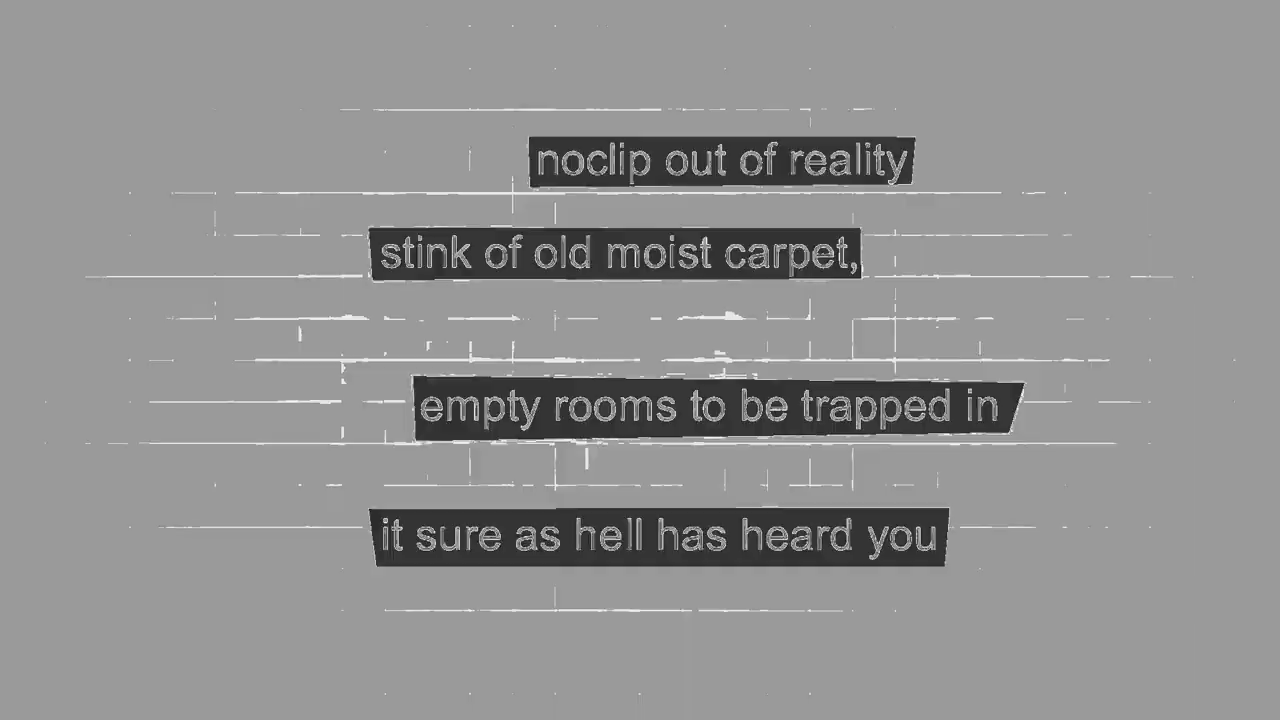 noclip out of reality
stink of old moist carpet,
empty rooms to be trapped in
it sure as hell has heard you